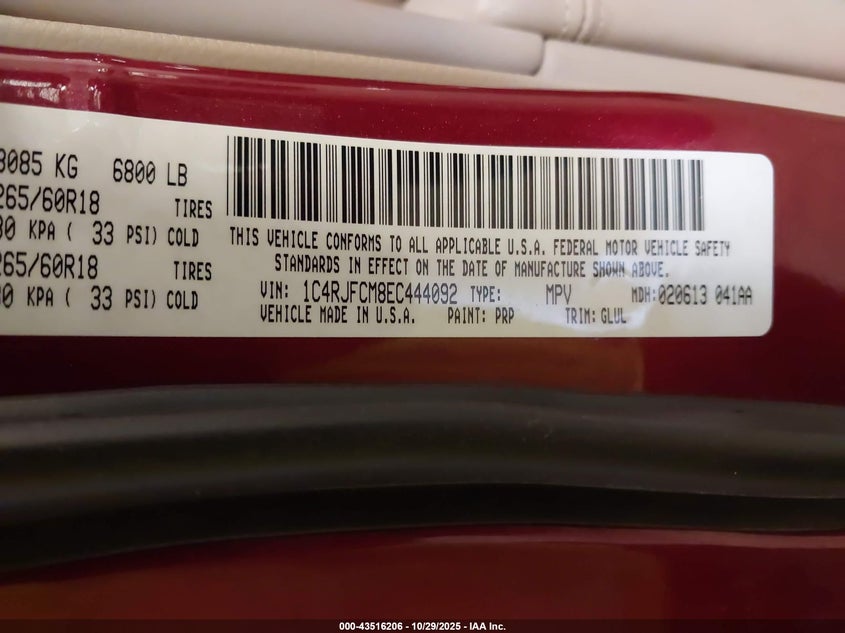 3085 KG 6800 LB
265/60R18 TIRES
30 KPA ( 33 PSI) COLD
265/60R18 TIRES
30 KPA ( 33 PSI) COLD
THIS VEHICLE CONFORMS TO ALL APPLICABLE U.S.A. FEDERAL MOTOR VEHICLE SAFETY
STANDARDS IN EFFECT ON THE DATE OF MANUFACTURE SHOWN ABOVE.
VIN: 1C4RJFCM8EC444092 TYPE: MPV MDH:020613 041AA
VEHICLE MADE IN U.S.A. PAINT: PRP TRIM: GLUL
000-43516206 - 10/29/2025 - IAA Inc.